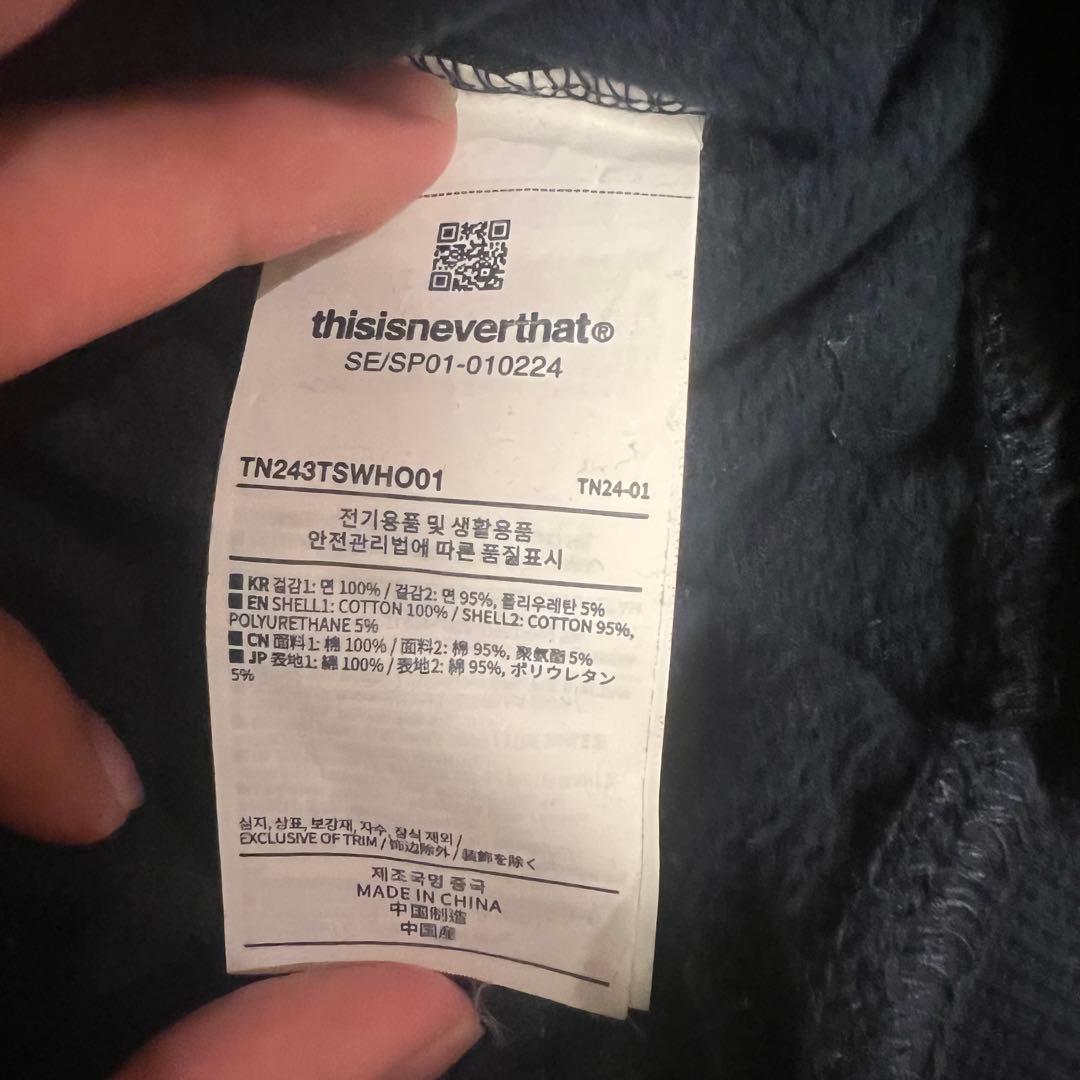 thisisneverthat®
SE/SP01-010224
TN243TSWHO01 TN24-01
전기용품 및 생활용품
안전관리법에 따른 품질표시
KR 겉감1: 면 100% / 겉감2: 면 95%, 폴리우레탄 5%
EN SHELL1: COTTON 100% / SHELL2: COTTON 95%,
POLYURETHANE 5%
CN 面料1: 棉 100% / 面料2: 棉 95%, 聚氨酯 5%
JP 表地1: 綿 100% / 表地2: 綿 95%, ポリウレタン
5%
심지, 상표, 보강재, 자수, 장식 제외 /
EXCLUSIVE OF TRIM / 饰边除外 / 装飾を除く
제조국명 중국
MADE IN CHINA
中国制造
中国産